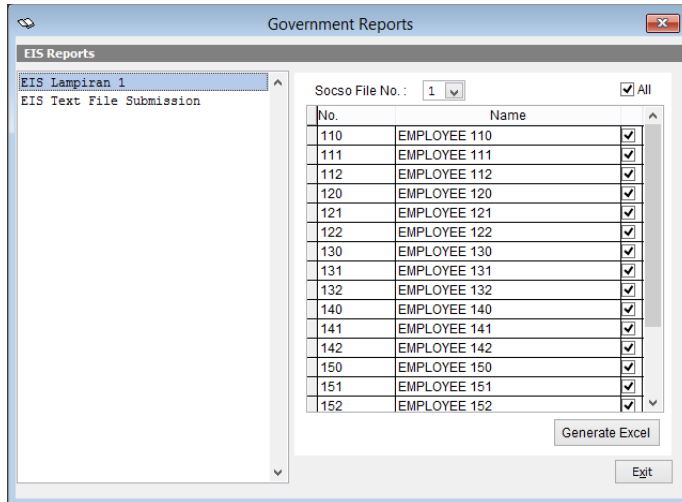 Government Reports
EIS Reports
EIS Lampiran 1
EIS Text File Submission
Socso File No. : 1 All
No. Name
110 EMPLOYEE 110
111 EMPLOYEE 111
112 EMPLOYEE 112
120 EMPLOYEE 120
121 EMPLOYEE 121
122 EMPLOYEE 122
130 EMPLOYEE 130
131 EMPLOYEE 131
132 EMPLOYEE 132
140 EMPLOYEE 140
141 EMPLOYEE 141
142 EMPLOYEE 142
150 EMPLOYEE 150
151 EMPLOYEE 151
152 EMPLOYEE 152
Generate Excel
Exit